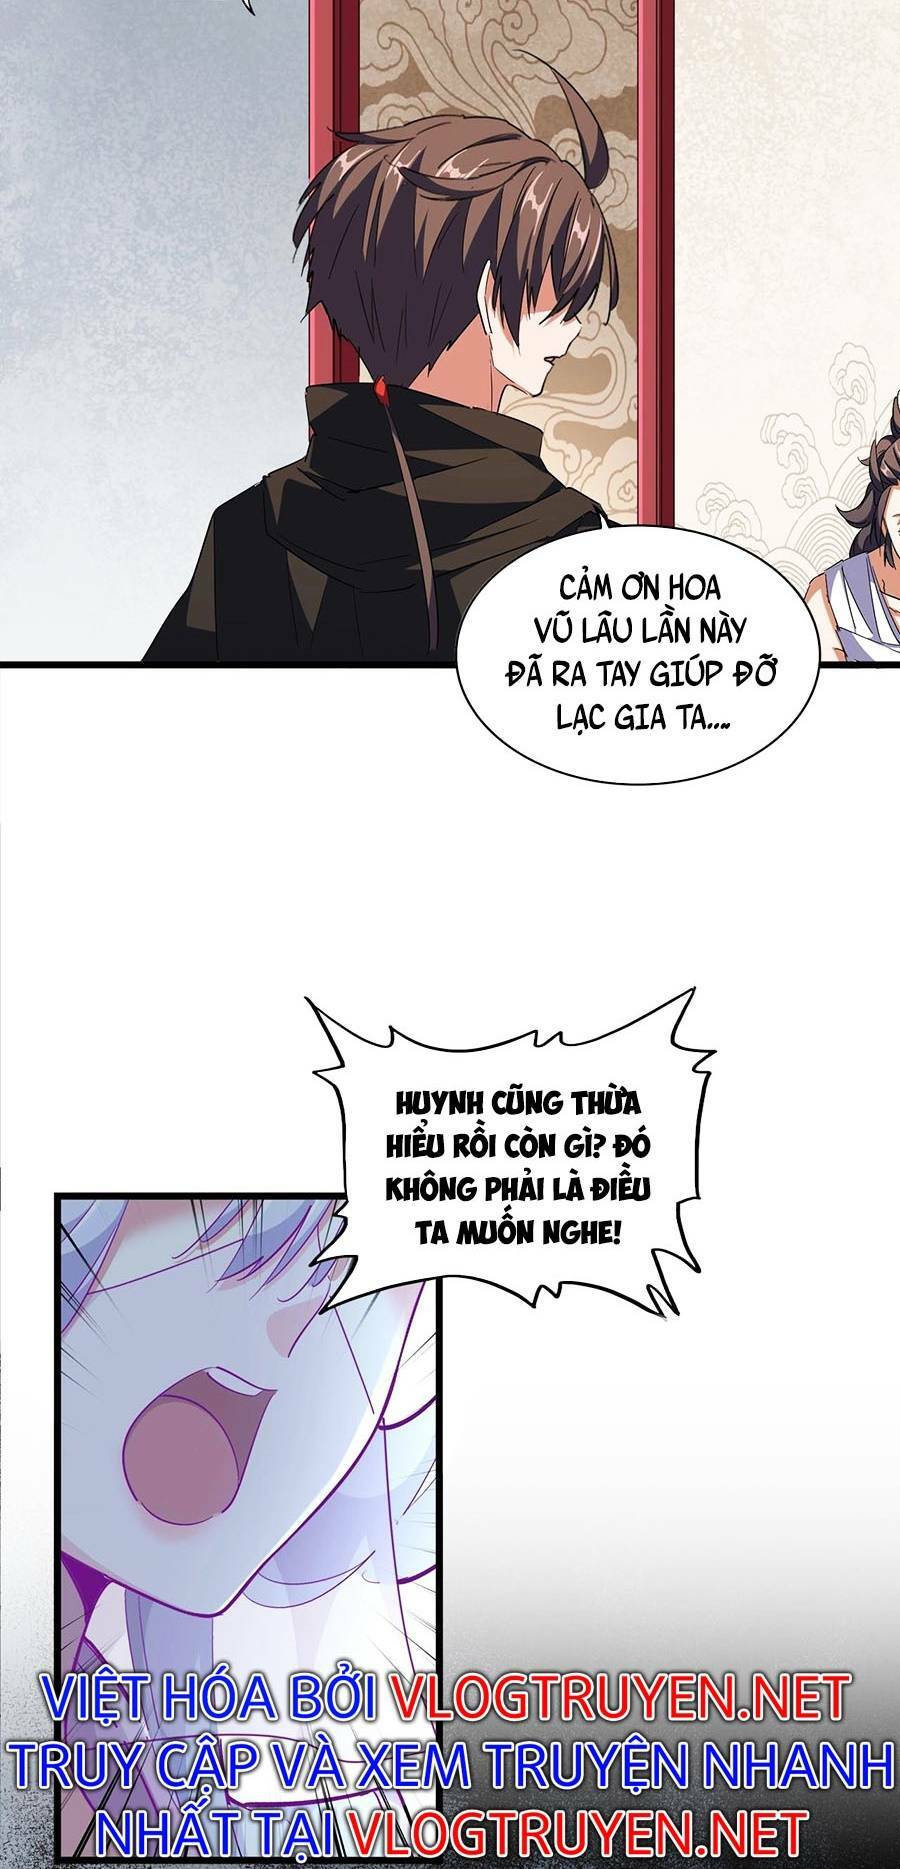 CẢM ƠN HOA
VŨ LÂU LẦN NÀY
ĐÃ RA TAY GIÚP ĐỠ
LẠC GIA TA....
HUYNH CŨNG THỪA
HIỂU RỒI CÒN GÌ? ĐÓ
KHÔNG PHẢI LÀ ĐIỀU
TA MUỐN NGHE!
VIỆT HÓA BỞI VLOGTRUYEN.NET
TRUY CẬP VÀ XEM TRUYỆN NHANH
NHẤT TẠI VLOGTRUYEN.NET